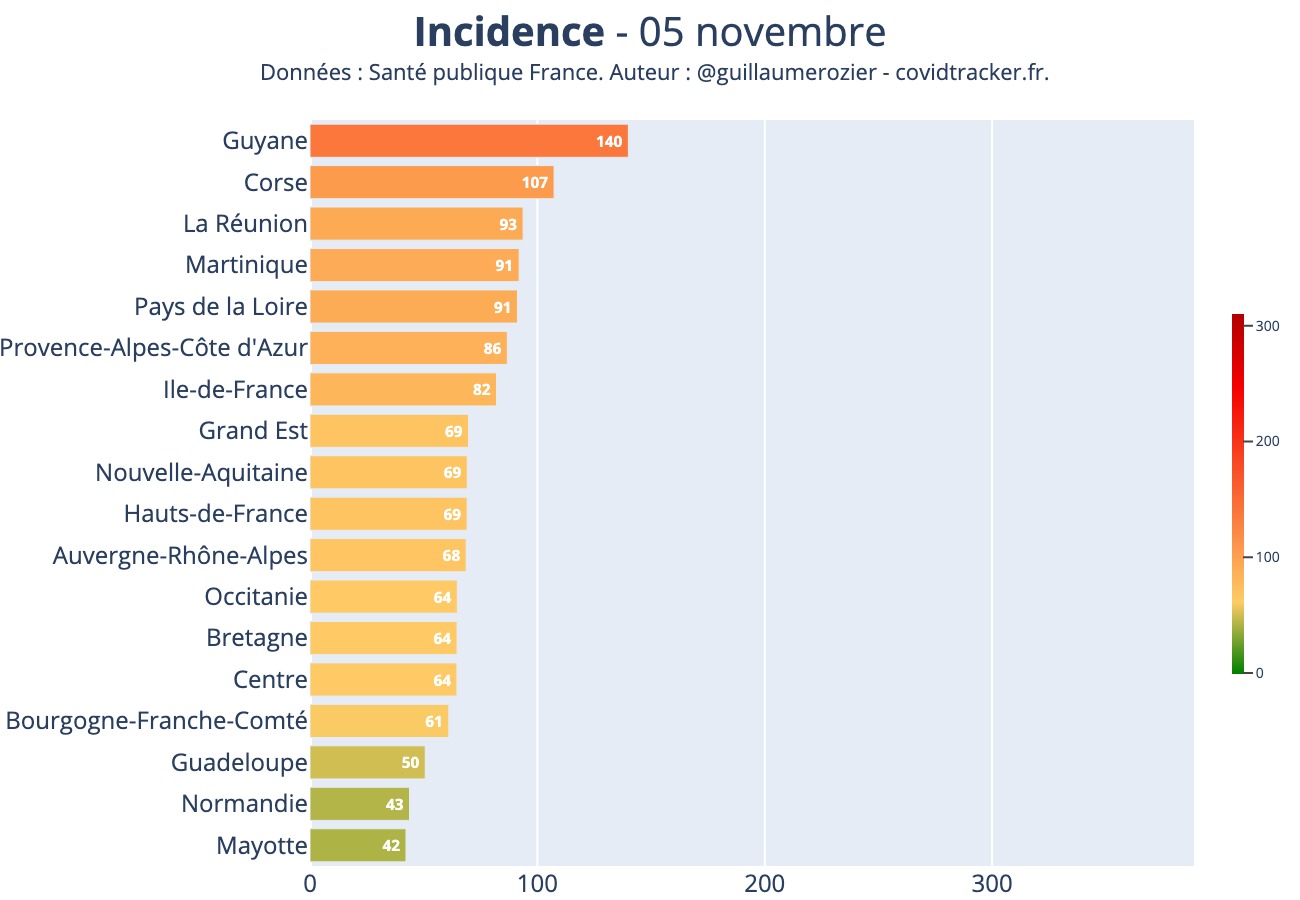 Incidence - 05 novembre
Données : Santé publique France. Auteur : @guillaumerozier - covidtracker.fr.
Guyane 140
Corse 107
La Réunion 93
Martinique 91
Pays de la Loire 91
Provence-Alpes-Côte d'Azur 86
Ile-de-France 82
Grand Est 69
Nouvelle-Aquitaine 69
Hauts-de-France 69
Auvergne-Rhône-Alpes 68
Occitanie 64
Bretagne 64
Centre 64
Bourgogne-Franche-Comté 61
Guadeloupe 50
Normandie 43
Mayotte 42
0 100 200 300
300
200
100
0